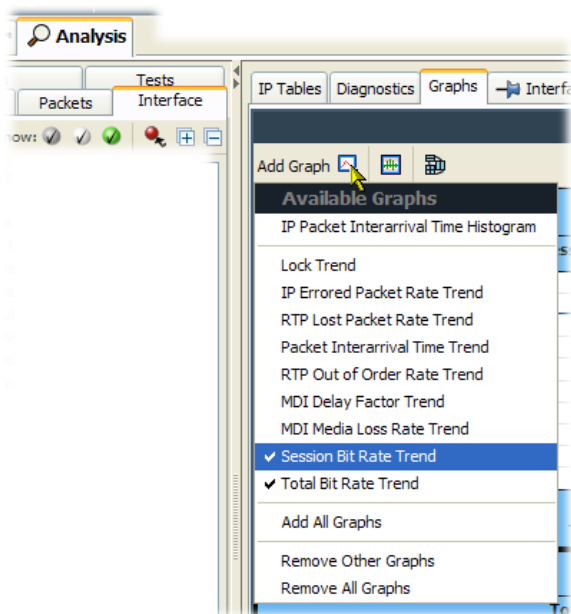 Analysis
Tests
Packets
Interface
IP Tables
Diagnostics
Graphs
Add Graph
Available Graphs
IP Packet Interarrival Time Histogram
Lock Trend
IP Errored Packet Rate Trend
RTP Lost Packet Rate Trend
Packet Interarrival Time Trend
RTP Out of Order Rate Trend
MDI Delay Factor Trend
MDI Media Loss Rate Trend
Session Bit Rate Trend
Total Bit Rate Trend
Add All Graphs
Remove Other Graphs
Remove All Graphs